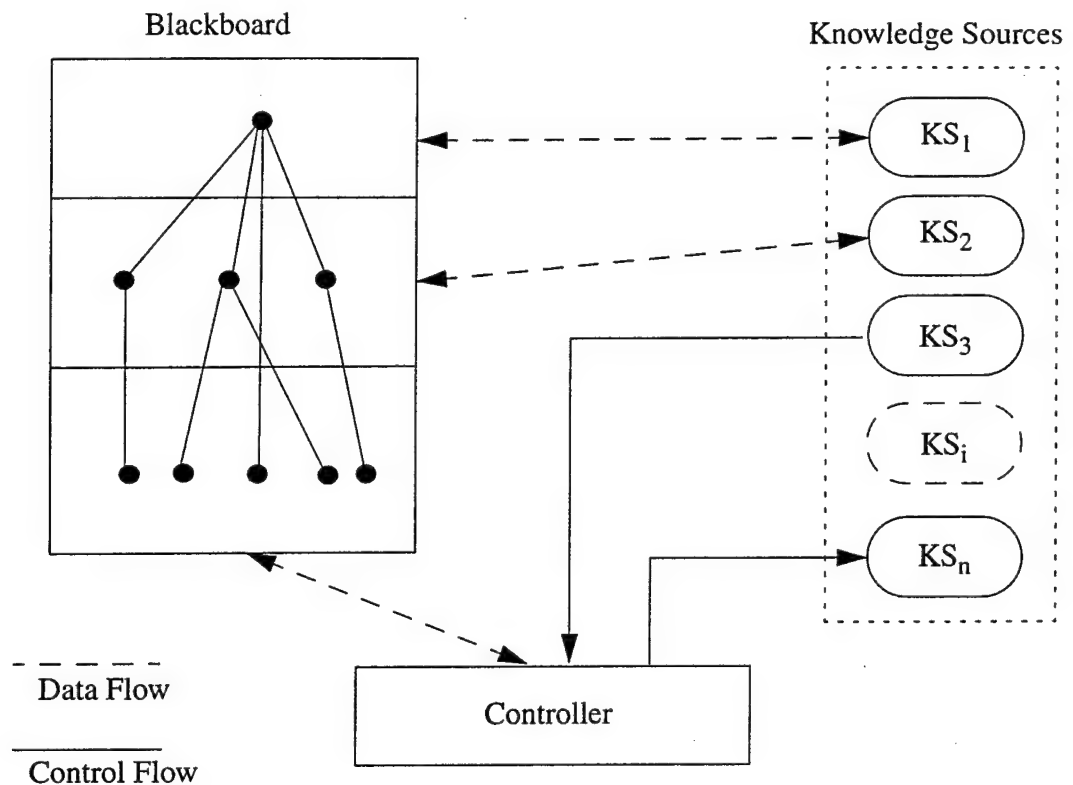 Blackboard
Knowledge Sources
KS1
KS2
KS3
KSi
KSn
Controller
Data Flow
Control Flow